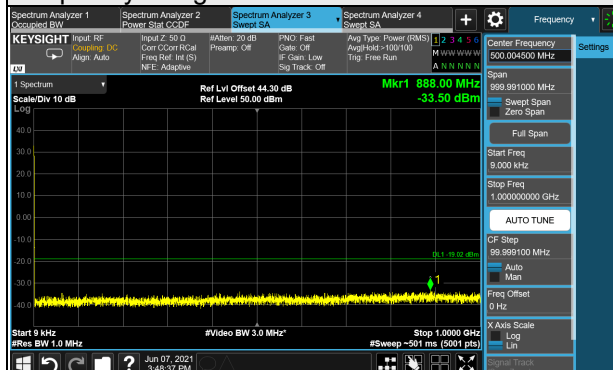 Spectrum Analyzer 1
Occupied BW
Spectrum Analyzer 2
Power Stat CCDF
Spectrum Analyzer 3
Swept SA
Spectrum Analyzer 4
Swept SA
+
Frequency
KEYSIGHT
Input: RF
Coupling: DC
Align: Auto
Input Z: 50 Ω
Corr CCorr RCal
Freq Ref: Int (S)
NFE: Adaptive
#Atten: 20 dB
Preamp: Off
PNO: Fast
Gate: Off
IF Gain: Low
Sig Track: Off
Avg Type: Power (RMS)
Avg|Hold:>100/100
Trig: Free Run
1 2 3 4 5 6
M W W W W W
A N N N N N
LXI
1 Spectrum
Scale/Div 10 dB
Log
Ref Lvl Offset 44.30 dB
Ref Level 50.00 dBm
Mkr1 888.00 MHz
-33.50 dBm
40.0
30.0
20.0
10.0
0.00
-10.0
-20.0
-30.0
-40.0
DL1 -19.02 dBm
1
Start 9 kHz
#Res BW 1.0 MHz
#Video BW 3.0 MHz*
Stop 1.0000 GHz
#Sweep ~501 ms (5001 pts)
?
Jun 07, 2021
3:48:37 PM
Center Frequency
500.004500 MHz
Span
999.991000 MHz
Swept Span
Zero Span
Full Span
Start Freq
9.000 kHz
Stop Freq
1.000000000 GHz
AUTO TUNE
CF Step
99.999100 MHz
Auto
Man
Freq Offset
0 Hz
X Axis Scale
Log
Lin
Signal Track
Settings